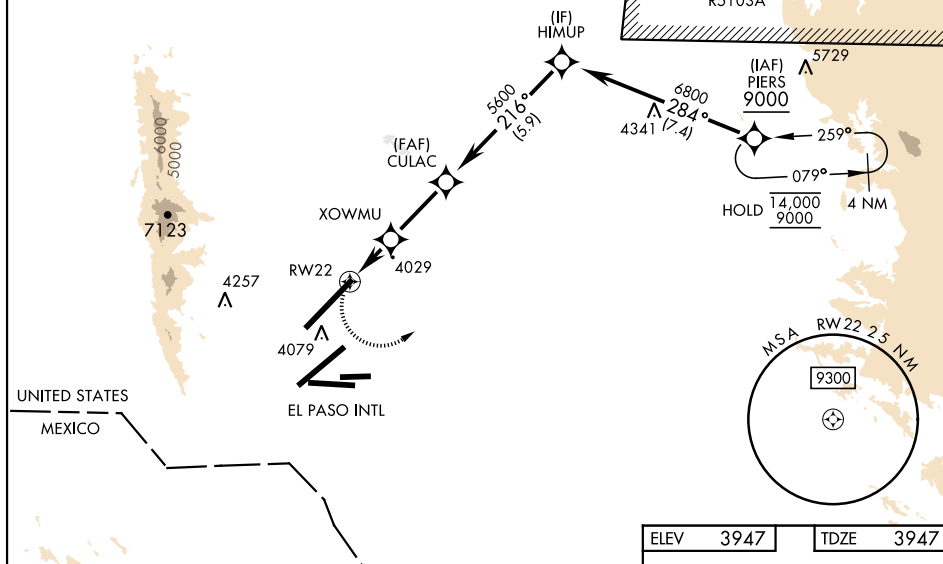 R5103A
(IF)
HIMUP
5729
(IAF)
PIERS
9000
6800
284°
(7.4)
4341
5600
216°
(5.9)
259°
079°
4 NM
HOLD 14,000
9000
(FAF)
CULAC
6000
5000
XOWMU
7123
4029
RW22
4257
4079
MSA RW22 25 NM
9300
EL PASO INTL
UNITED STATES
MEXICO
ELEV 3947
TDZE 3947